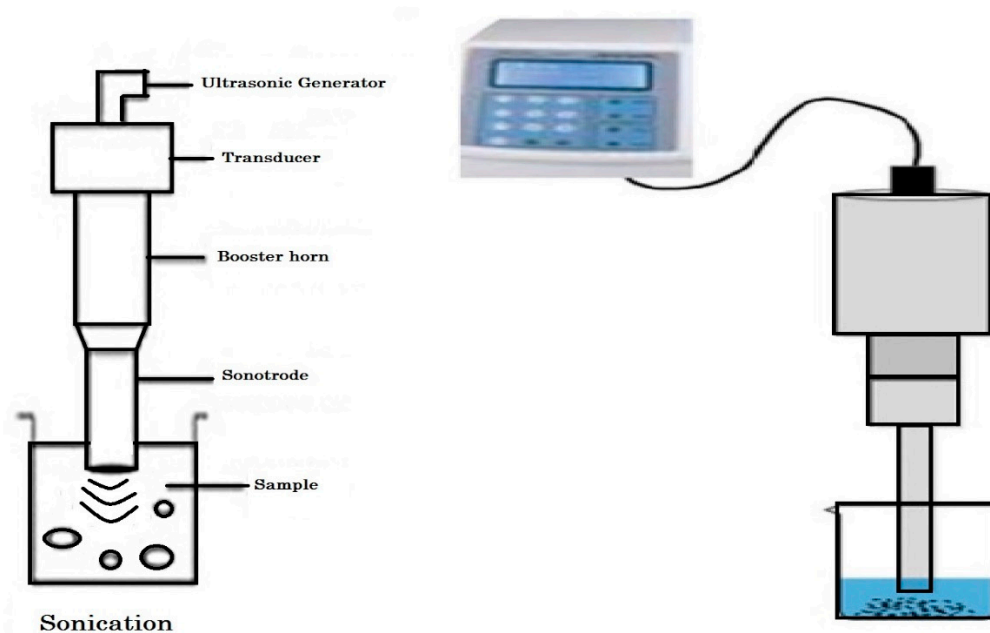 Ultrasonic Generator
Transducer
Booster horn
Sonotrode
Sample
Sonication